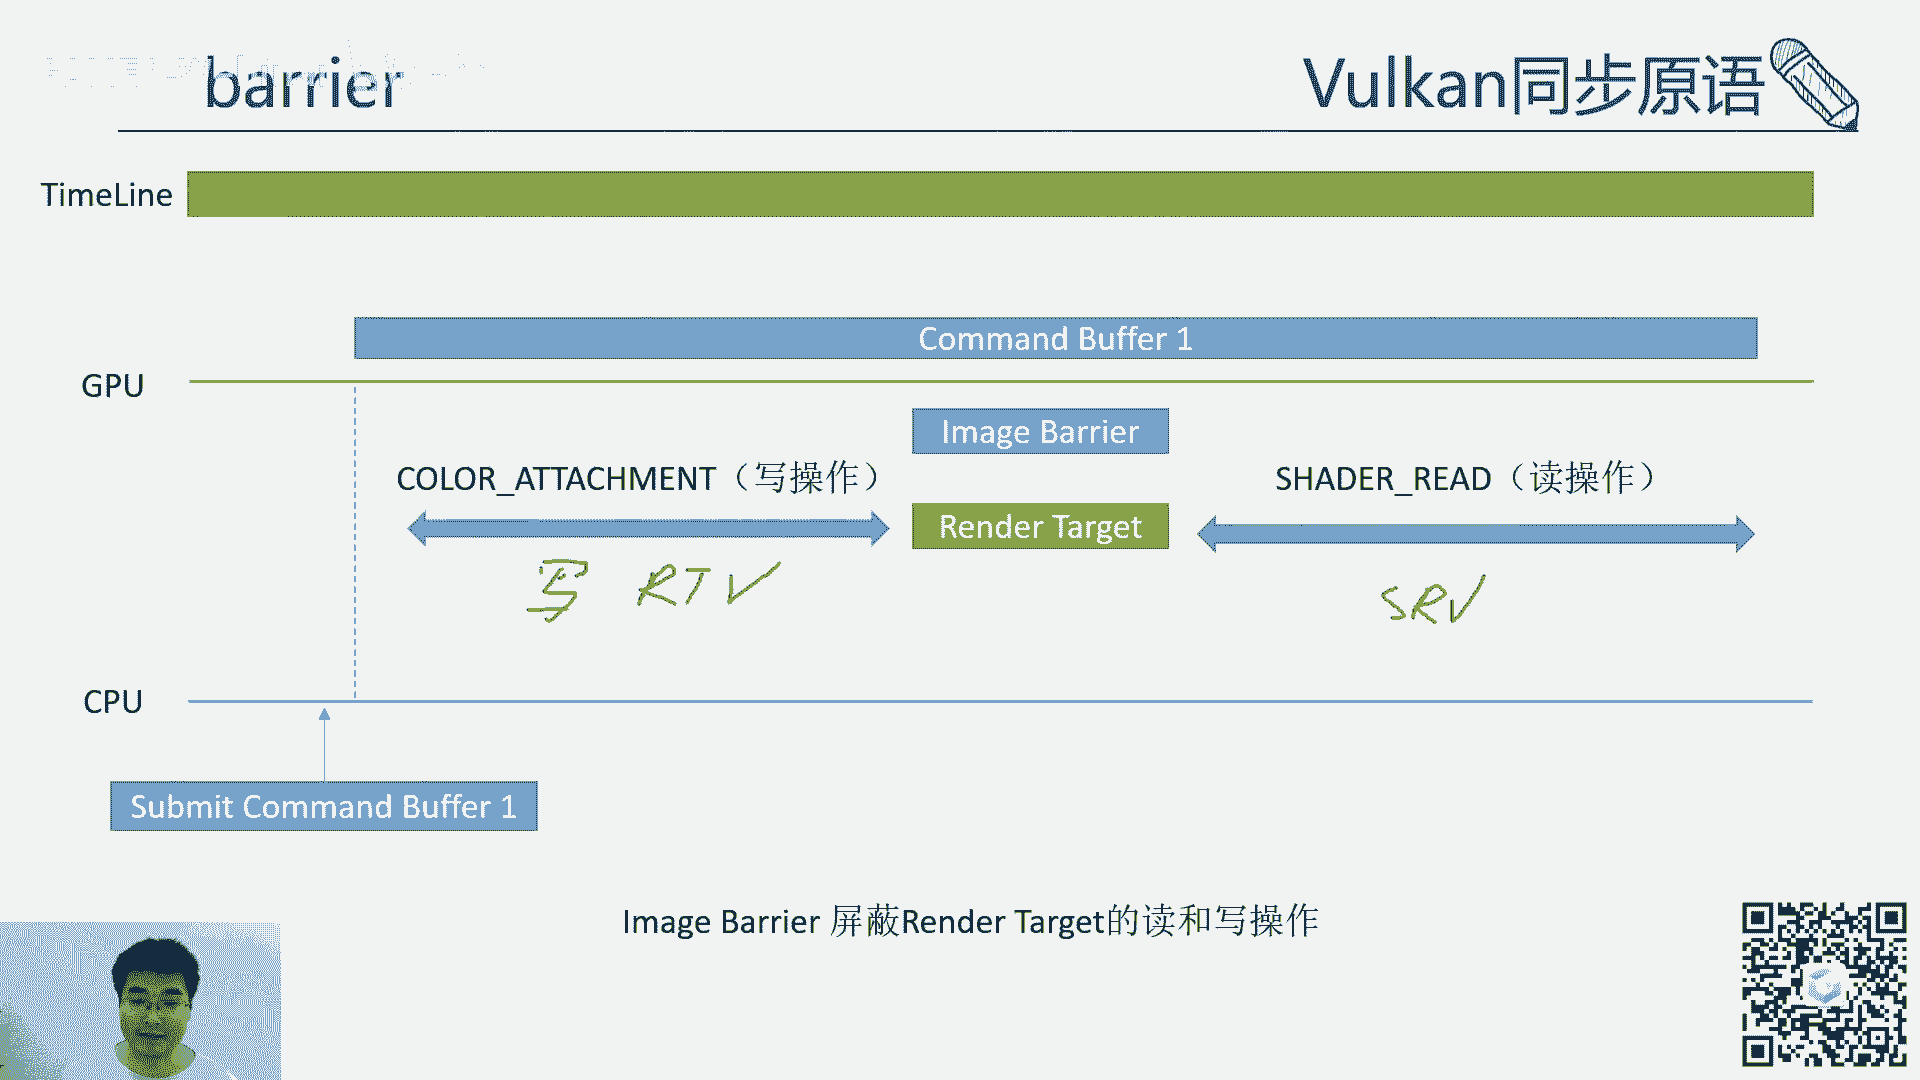 barrier
Vulkan同步原语
TimeLine
Command Buffer 1
GPU
Image Barrier
COLOR_ATTACHMENT（写操作）
SHADER_READ（读操作）
Render Target
写 RTV
SRV
CPU
Submit Command Buffer 1
Image Barrier 屏蔽Render Target的读和写操作